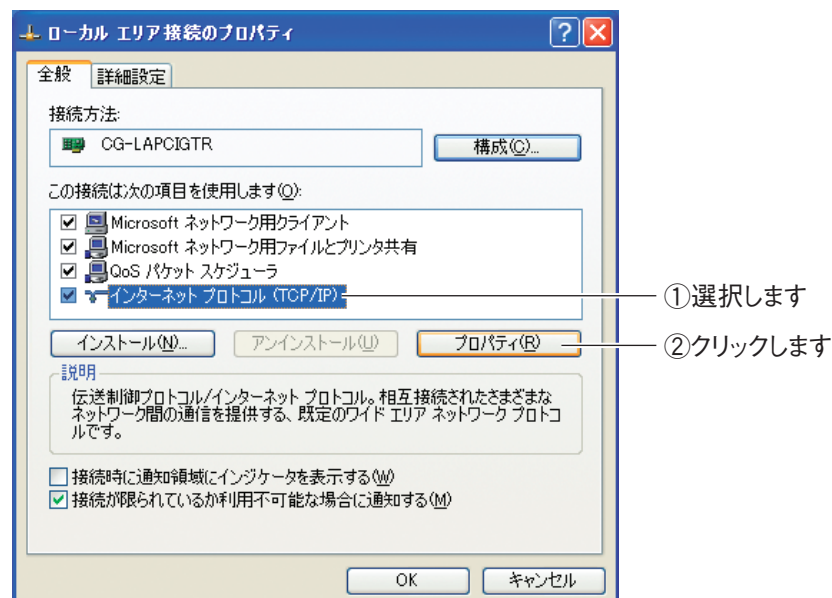 ローカル エリア接続のプロパティ
全般 詳細設定
接続方法:
CG-LAPCIGTR 構成(C)...
この接続は次の項目を使用します(O):
Microsoft ネットワーク用クライアント
Microsoft ネットワーク用ファイルとプリンタ共有
QoS パケット スケジューラ
インターネット プロトコル (TCP/IP)
①選択します
インストール(N)... アンインストール(U) プロパティ(R)
②クリックします
説明
伝送制御プロトコル/インターネット プロトコル。相互接続されたさまざまな
ネットワーク間の通信を提供する、既定のワイド エリア ネットワーク プロトコ
ルです。
接続時に通知領域にインジケータを表示する(W)
接続が限られているか利用不可能な場合に通知する(M)
OK キャンセル